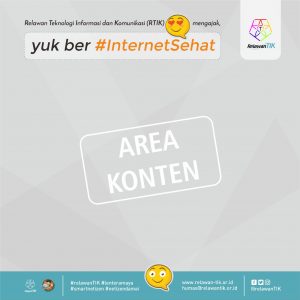 Relawan Teknologi Informasi dan Komunikasi (RTIK) mengajak,
yuk ber #InternetSehat
RelawanTIK
AREA
KONTEN
#relawanTIK #lenteramaya
#smartnetizen #netizendamai
www.relawan-tik.or.id
humas@relawantik.or.id
@relawantik